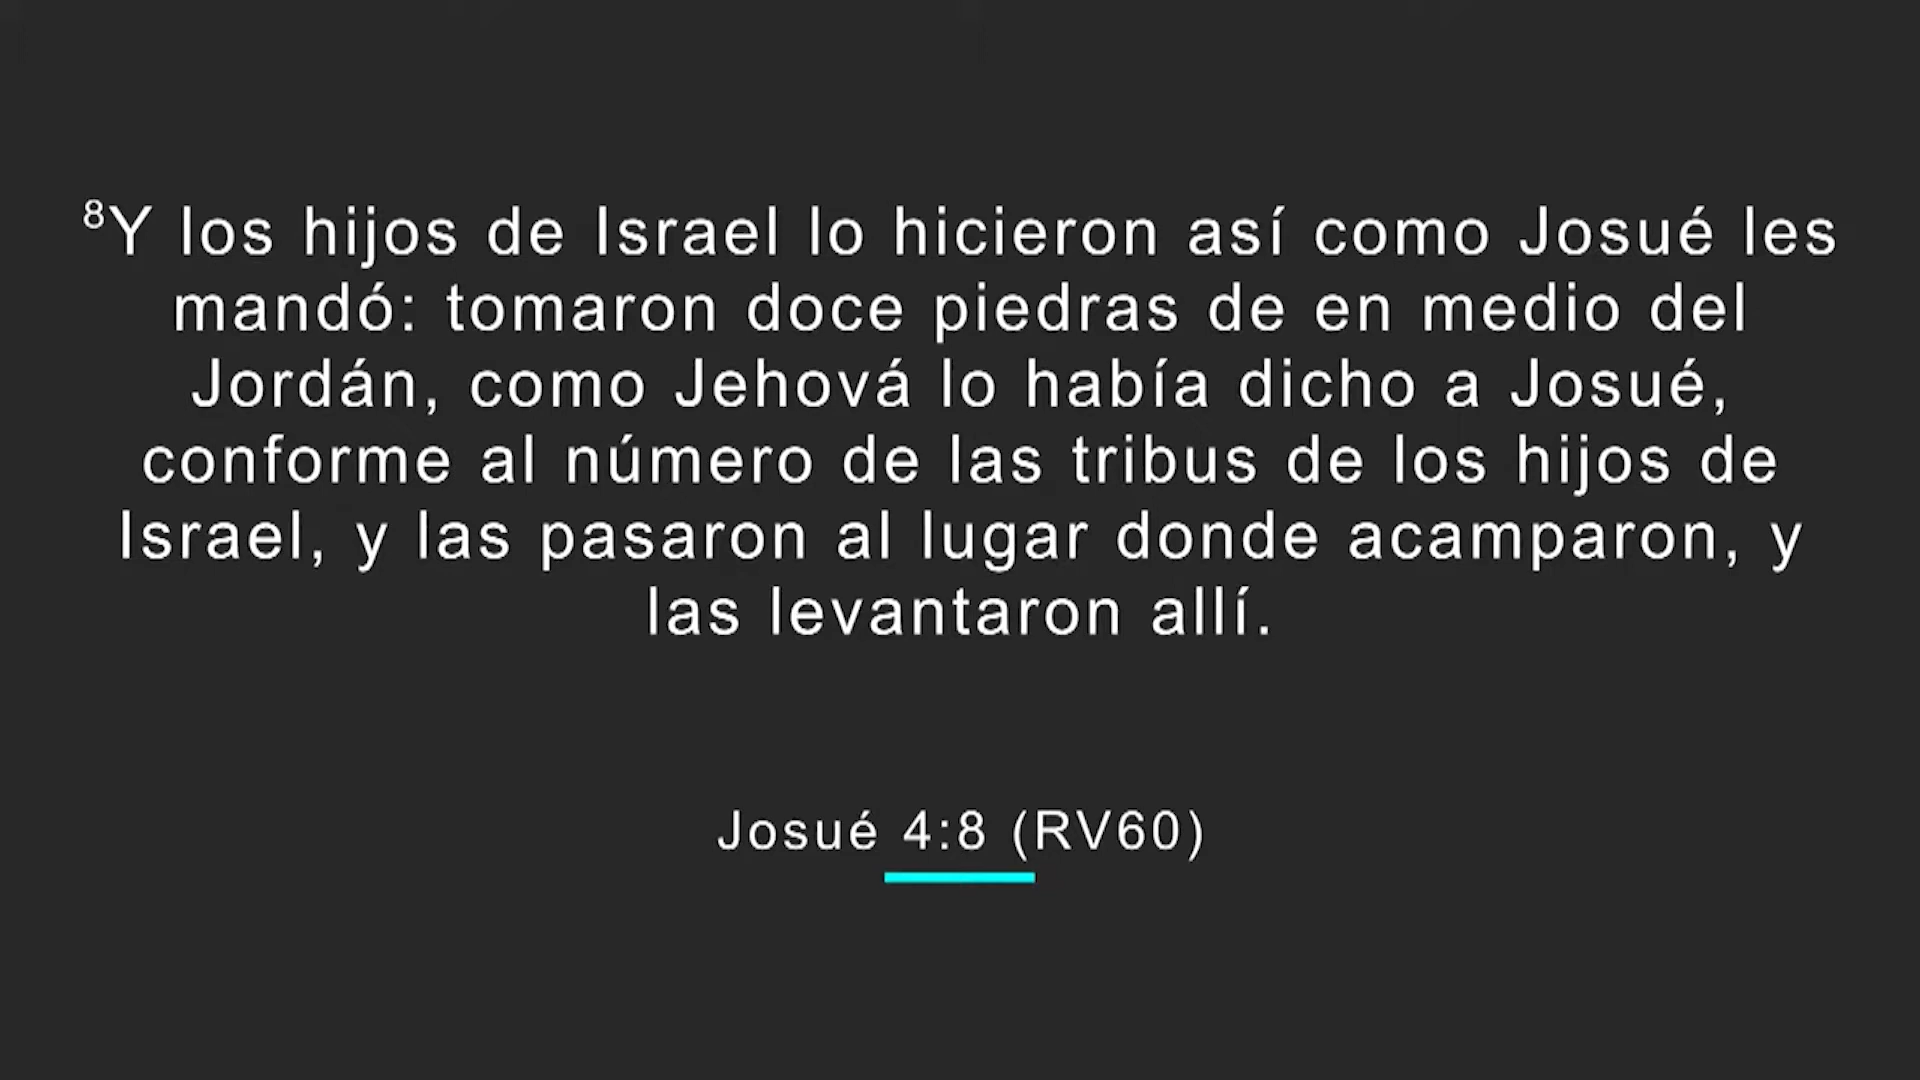 ⁸Y los hijos de Israel lo hicieron así como Josué les
mandó: tomaron doce piedras de en medio del
Jordán, como Jehová lo había dicho a Josué,
conforme al número de las tribus de los hijos de
Israel, y las pasaron al lugar donde acamparon, y
las levantaron allí.
Josué 4:8 (RV60)